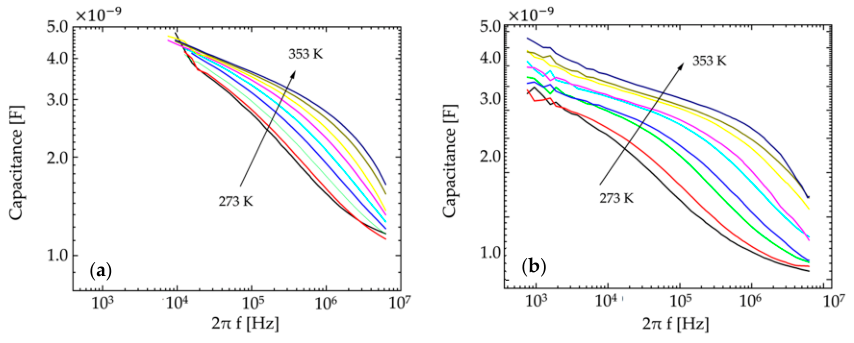 ×10⁻⁹
5.0
4.0
3.0
2.0
1.0
Capacitance [F]
353 K
273 K
(a)
10³
10⁴
10⁵
10⁶
10⁷
2π f [Hz]
×10⁻⁹
5.0
4.0
3.0
2.0
1.0
Capacitance [F]
353 K
273 K
(b)
10³
10⁴
10⁵
10⁶
10⁷
2π f [Hz]